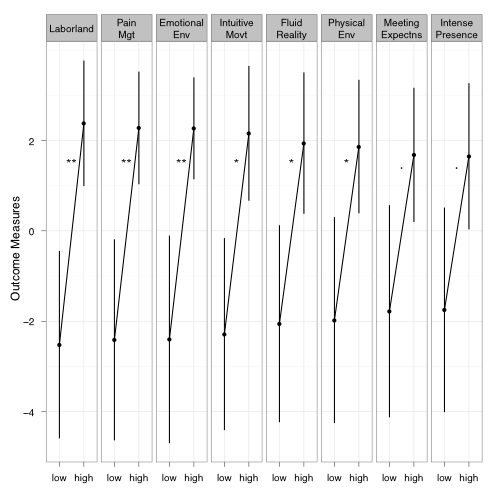 Laborland
Pain
Mgt
Emotional
Env
Intuitive
Movt
Fluid
Reality
Physical
Env
Meeting
Expectns
Intense
Presence
2
** ** ** * * * . .
0
Outcome Measures
−2
−4
low high low high low high low high low high low high low high low high